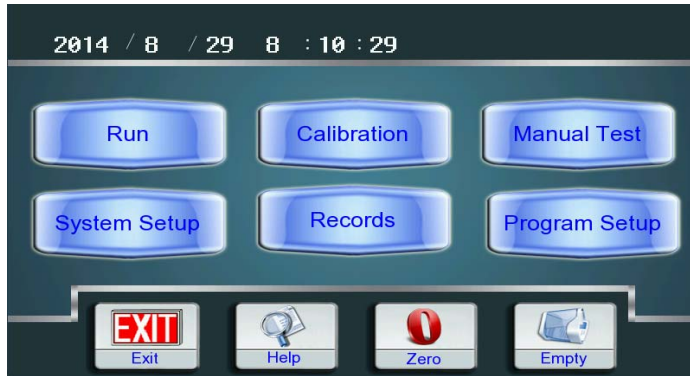 2014 / 8 / 29 8 : 10 : 29
Run Calibration Manual Test
System Setup Records Program Setup
EXIT
Exit Help Zero Empty